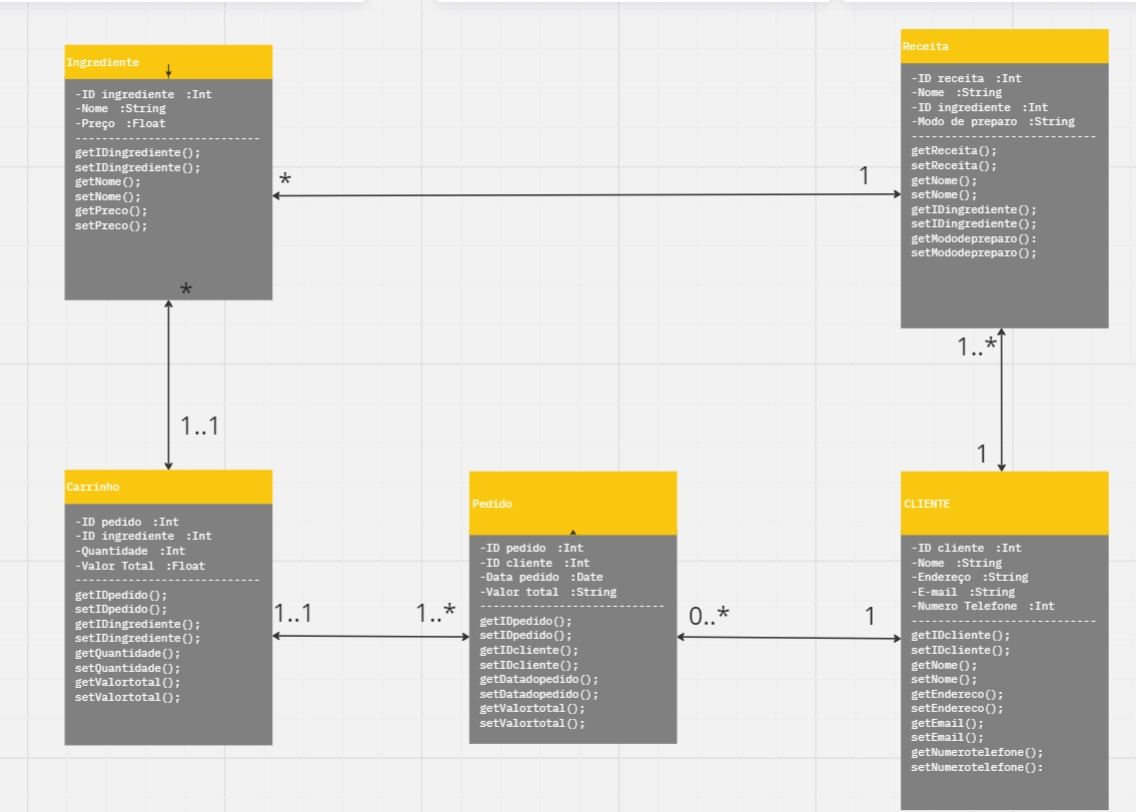 Ingrediente
-ID ingrediente :Int
-Nome :String
-Preço :Float
----------------------------
getIDingrediente();
setIDingrediente();
getNome();
setNome();
getPreco();
setPreco();
*
1
Receita
-ID receita :Int
-Nome :String
-ID ingrediente :Int
-Modo de preparo :String
----------------------------
getReceita();
setReceita();
getNome();
setNome();
getIDingrediente();
setIDingrediente();
getMododepreparo():
setMododepreparo();
*
1..1
1..*
1
Carrinho
-ID pedido :Int
-ID ingrediente :Int
-Quantidade :Int
-Valor Total :Float
----------------------------
getIDpedido();
setIDpedido();
getIDingrediente();
setIDingrediente();
getQuantidade();
setQuantidade();
getValortotal();
setValortotal();
1..1
1..*
Pedido
-ID pedido :Int
-ID cliente :Int
-Data pedido :Date
-Valor total :String
----------------------------
getIDpedido();
setIDpedido();
getIDcliente();
setIDcliente();
getDatadopedido();
setDatadopedido();
getValortotal();
setValortotal();
0..*
1
CLIENTE
-ID cliente :Int
-Nome :String
-Endereço :String
-E-mail :String
-Numero Telefone :Int
----------------------------
getIDcliente();
setIDcliente();
getNome();
setNome();
getEndereco();
setEndereco();
getEmail();
setEmail();
getNumerotelefone();
setNumerotelefone():